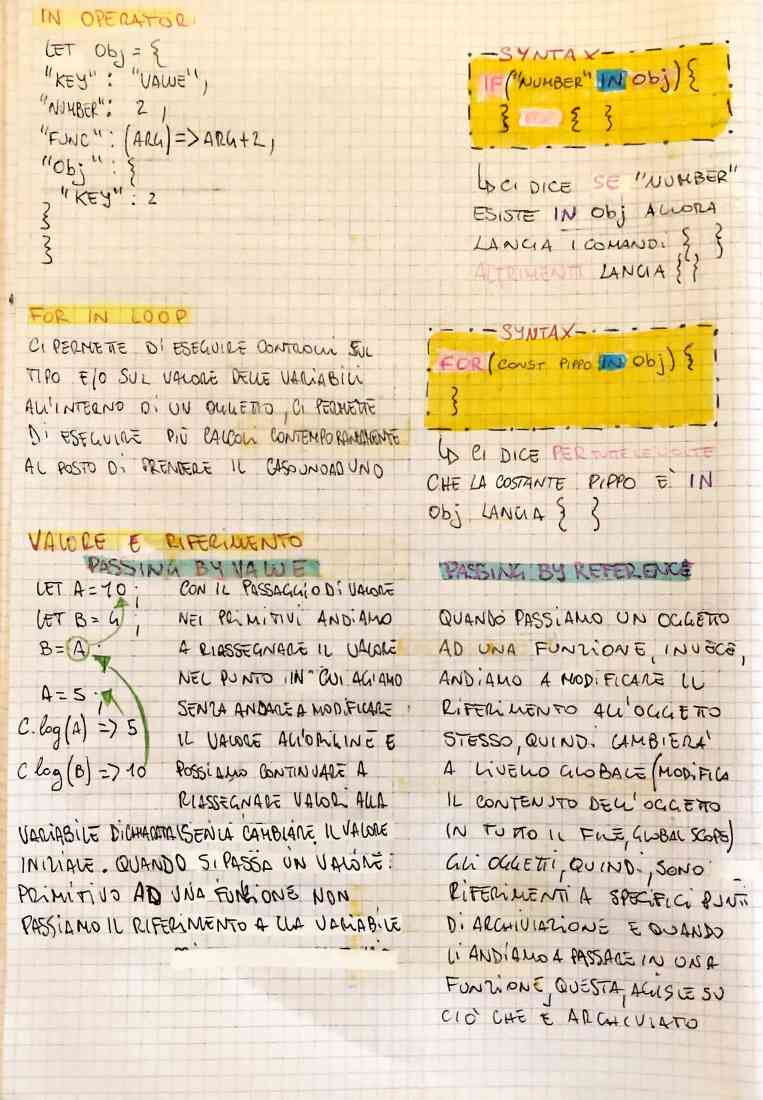 IN OPERATOR:
LET Obj = {
"KEY" : "VALUE",
"NUMBER": 2 ,
"FUNC" : (ARG) => ARG+2,
"Obj" : {
"KEY" : 2
}
}
SYNTAX
IF ("NUMBER" IN Obj) {
} { }
↳ CI DICE SE "NUMBER"
ESISTE IN Obj ALLORA
LANCIA I COMANDI { }
ALTRIMENTI LANCIA { }
FOR IN LOOP
CI PERMETTE DI ESEGUIRE CONTROLLI SUL
TIPO E/O SUL VALORE DELLE VARIABILI
ALL'INTERNO DI UN OGGETTO, CI PERMETTE
DI ESEGUIRE PIÙ CALCOLI CONTEMPORANEAMENTE
AL POSTO DI PRENDERE IL CASO UNO AD UNO
SYNTAX
FOR (CONST PIPPO IN Obj) {
}
↳ CI DICE PER TUTTE LE VOLTE
CHE LA COSTANTE PIPPO E' IN
Obj LANCIA { }
VALORE E RIFERIMENTO
PASSING BY VALUE
LET A = 10 ;
LET B = 4 ;
B = A ;
A = 5 ;
C.log(A) => 5
C log(B) => 10
CON IL PASSAGGIO DI VALORE
NEI PRIMITIVI ANDIAMO
A RIASSEGNARE IL VALORE
NEL PUNTO IN CUI AGIAMO
SENZA ANDARE A MODIFICARE
IL VALORE ALL'ORIGINE E
POSSIAMO CONTINUARE A
RIASSEGNARE VALORI ALLA
VARIABILE DICHIARATA SENZA CAMBIARE IL VALORE
INIZIALE. QUANDO SI PASSA UN VALORE
PRIMITIVO AD UNA FUNZIONE NON
PASSIAMO IL RIFERIMENTO ALLA VARIABILE
PASSING BY REFERENCE
QUANDO PASSIAMO UN OGGETTO
AD UNA FUNZIONE, INVECE,
ANDIAMO A MODIFICARE IL
RIFERIMENTO ALL'OGGETTO
STESSO, QUINDI CAMBIERA'
A LIVELLO GLOBALE (MODIFICA
IL CONTENUTO DELL'OGGETTO
IN TUTTO IL FILE, GLOBAL SCOPE)
GLI OGGETTI, QUINDI, SONO
RIFERIMENTI A SPECIFICI PUNTI
DI ARCHIVIAZIONE E QUANDO
LI ANDIAMO A PASSARE IN UNA
FUNZIONE, QUESTA, AGISCE SU
CIÒ CHE E ARCHIVIATO